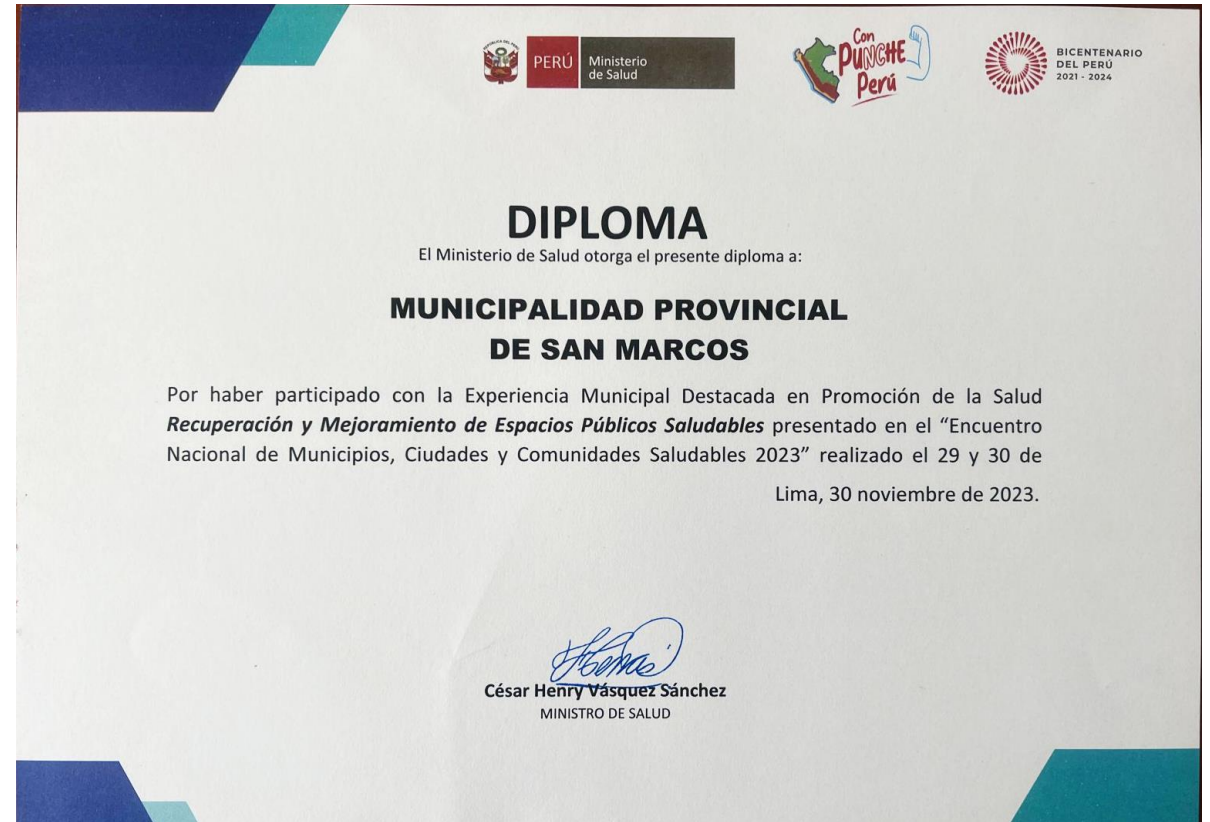 PERÚ
Ministerio
de Salud
Con
PUNCHE
Perú
BICENTENARIO
DEL PERÚ
2021 - 2024
DIPLOMA
El Ministerio de Salud otorga el presente diploma a:
MUNICIPALIDAD PROVINCIAL
DE SAN MARCOS
Por haber participado con la Experiencia Municipal Destacada en Promoción de la Salud
Recuperación y Mejoramiento de Espacios Públicos Saludables presentado en el “Encuentro
Nacional de Municipios, Ciudades y Comunidades Saludables 2023” realizado el 29 y 30 de
Lima, 30 noviembre de 2023.
César Henry Vásquez Sánchez
MINISTRO DE SALUD